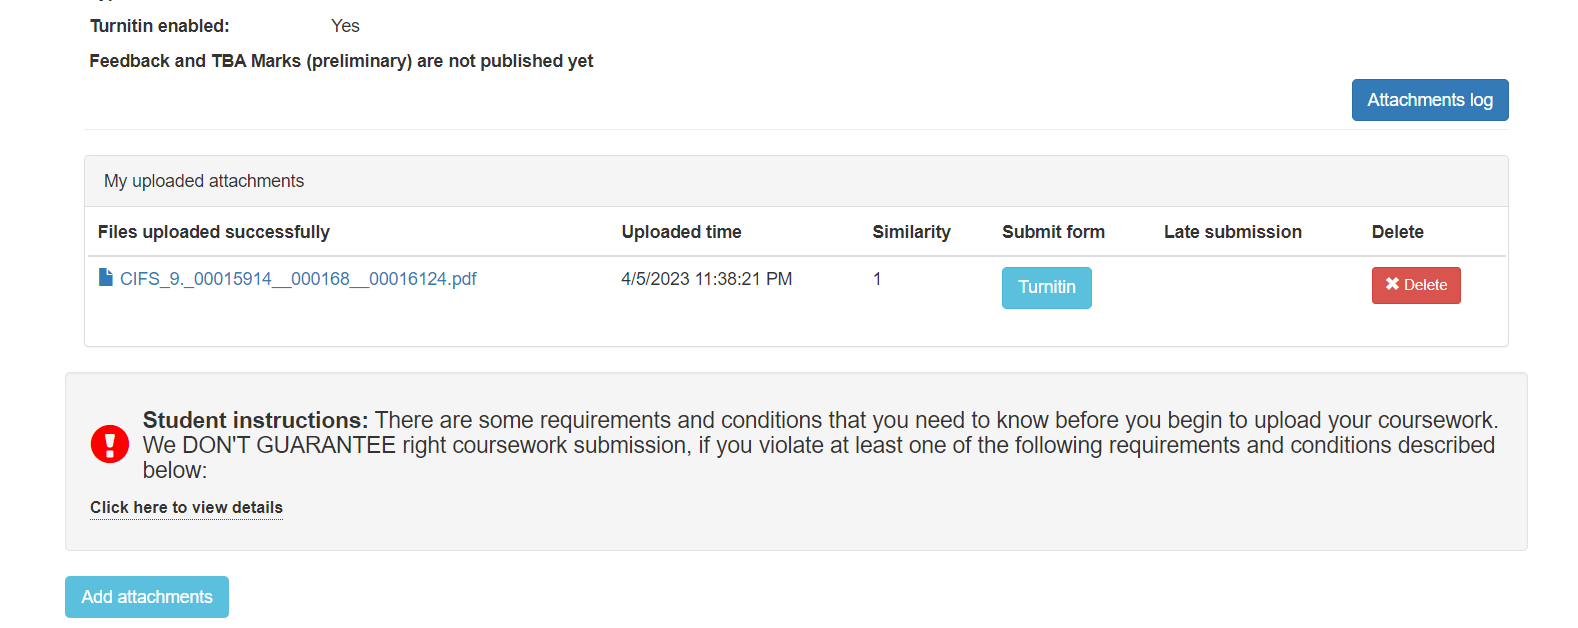 Turnitin enabled: Yes
Feedback and TBA Marks (preliminary) are not published yet
Attachments log
My uploaded attachments
Files uploaded successfully Uploaded time Similarity Submit form Late submission Delete
CIFS_9._00015914__000168__00016124.pdf 4/5/2023 11:38:21 PM 1 Turnitin Delete
Student instructions: There are some requirements and conditions that you need to know before you begin to upload your coursework.
We DON'T GUARANTEE right coursework submission, if you violate at least one of the following requirements and conditions described
below:
Click here to view details
Add attachments